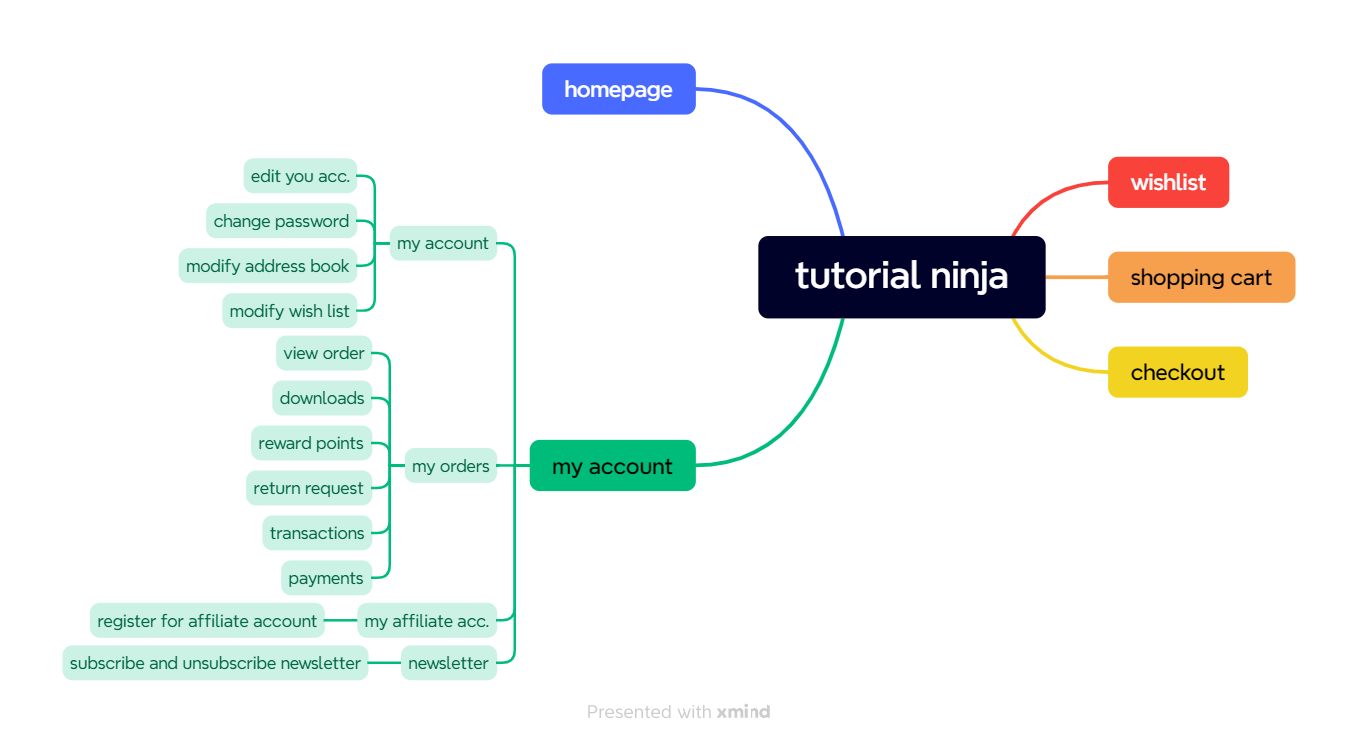 homepage
wishlist
tutorial ninja
shopping cart
checkout
my account
my account
edit you acc.
change password
modify address book
modify wish list
my orders
view order
downloads
reward points
return request
transactions
payments
my affiliate acc.
register for affiliate account
newsletter
subscribe and unsubscribe newsletter
Presented with xmind